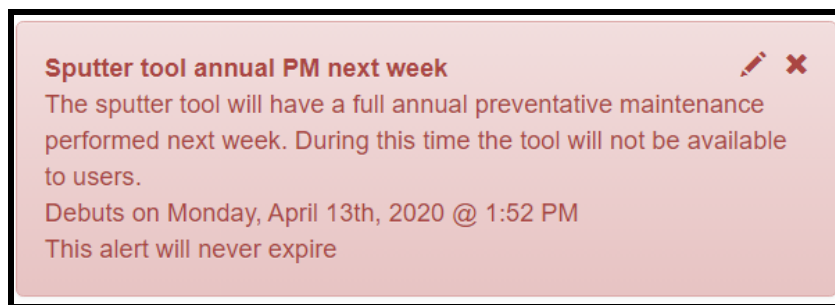 Sputter tool annual PM next week
The sputter tool will have a full annual preventative maintenance
performed next week. During this time the tool will not be available
to users.
Debuts on Monday, April 13th, 2020 @ 1:52 PM
This alert will never expire